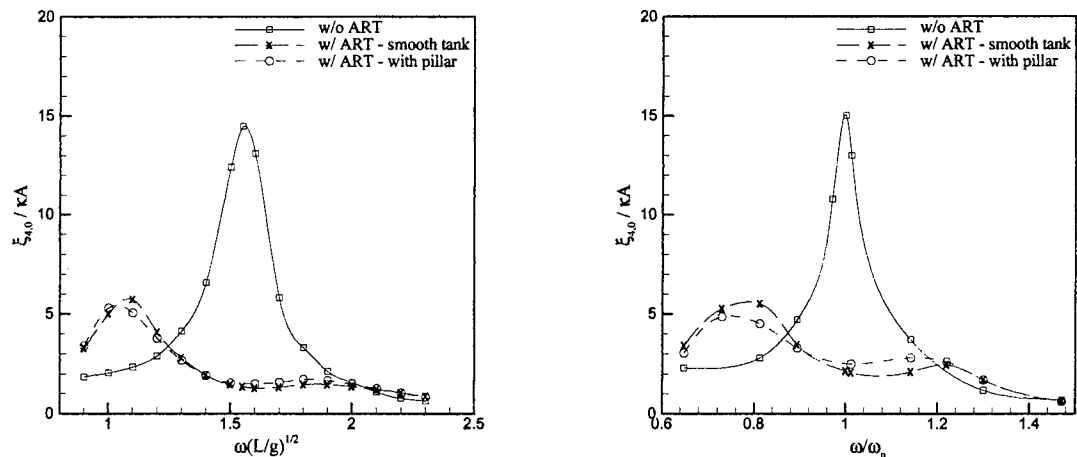 w/o ART
w/ ART - smooth tank
w/ ART - with pillar
20
15
10
5
0
ξ4,0 / κA
1
1.5
2
2.5
ω(L/g)1/2
w/o ART
w/ ART - smooth tank
w/ ART - with pillar
20
15
10
5
0
ξ4,0 / κA
0.6
0.8
1
1.2
1.4
ω/ωn